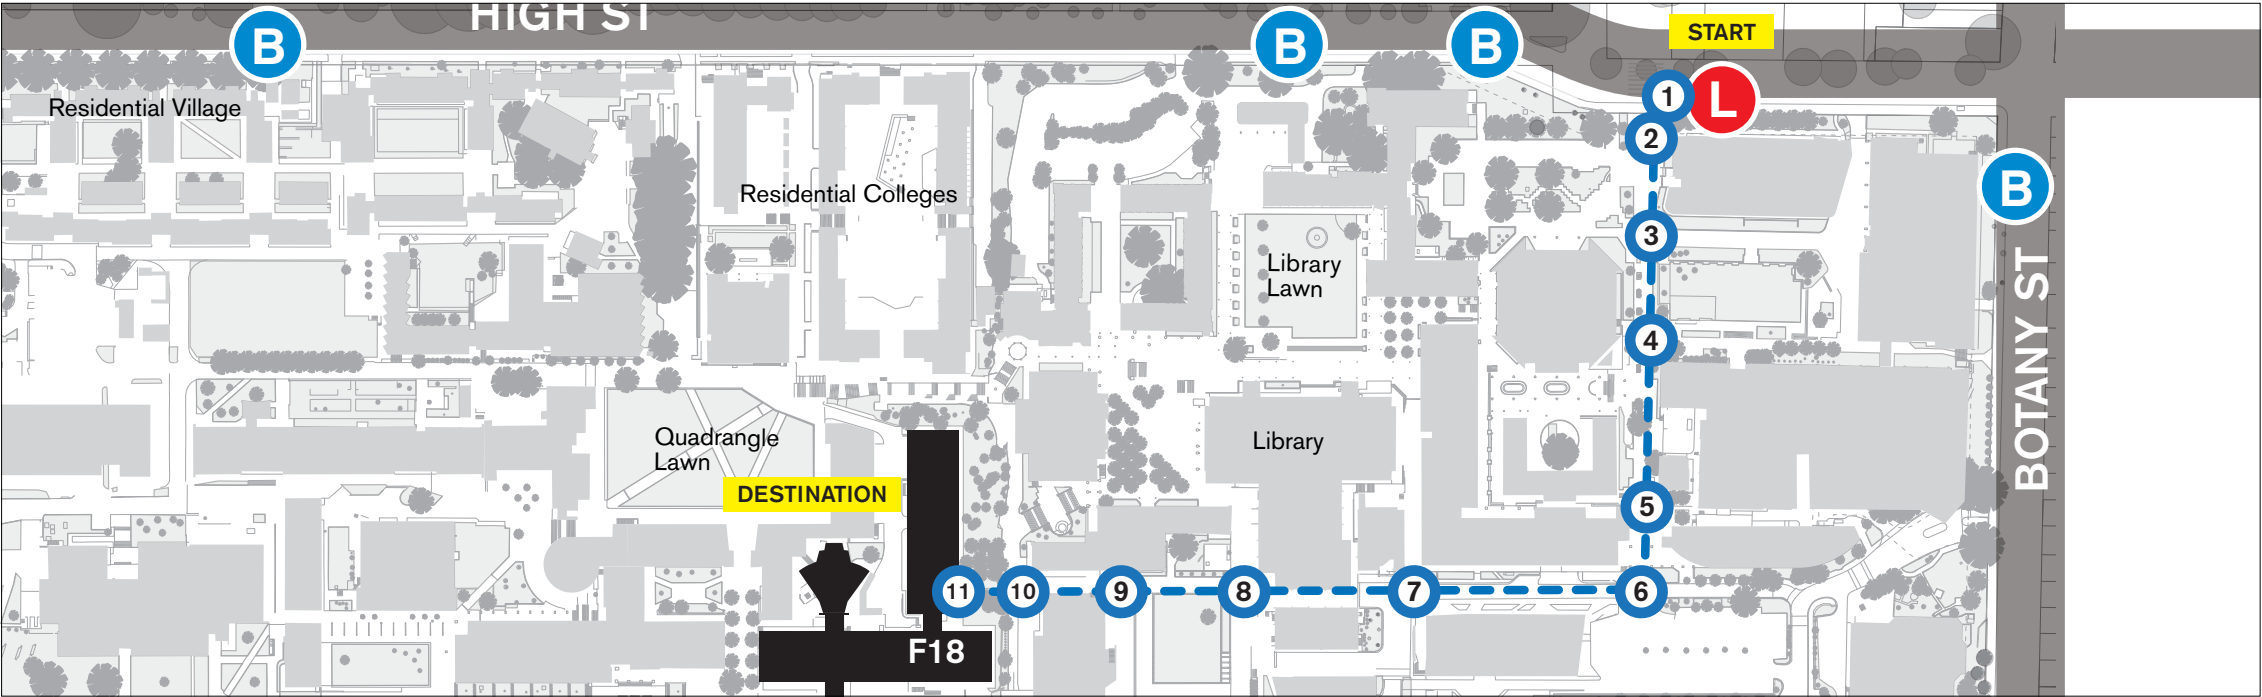 HIGH ST
B
B
B
START
1
L
2
Residential Village
B
Residential Colleges
3
Library
Lawn
BOTANY ST
4
Quadrangle
Lawn
Library
DESTINATION
5
11
10
9
8
7
6
F18